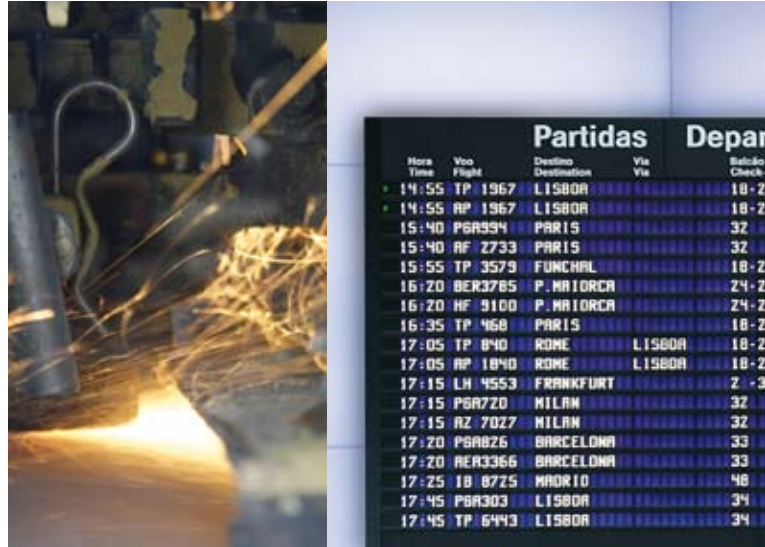 Partidas Depar
Hora Voo Destino Via Balcão
Time Flight Destination Via Check-
14:55 TP 1967 LISBOA 18-2
14:55 AP 1967 LISBOA 18-2
15:40 PGA994 PARIS 32
15:40 AF 2733 PARIS 32
15:55 TP 3579 FUNCHAL 18-2
16:20 BER3785 P.MAIORCA 24-2
16:20 HF 9100 P.MAIORCA 24-2
16:35 TP 468 PARIS 18-2
17:05 TP 840 ROME LISBOA 18-2
17:05 AP 1840 ROME LISBOA 18-2
17:15 LH 4553 FRANKFURT 2 -3
17:15 PGA720 MILAN 32
17:15 AZ 7027 MILAN 32
17:20 PGA826 BARCELONA 33
17:20 AEA3366 BARCELONA 33
17:25 IB 8725 MADRID 48
17:45 PGA303 LISBOA 34
17:45 TP 6443 LISBOA 34